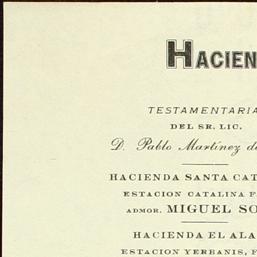 HACIEN
TESTAMENTARIA
DEL SR. LIC.
D. Pablo Martínez d
HACIENDA SANTA CAT
ESTACION CATALINA F
ADMOR. MIGUEL SO
HACIENDA EL ALA
ESTACION YERBANIS, F